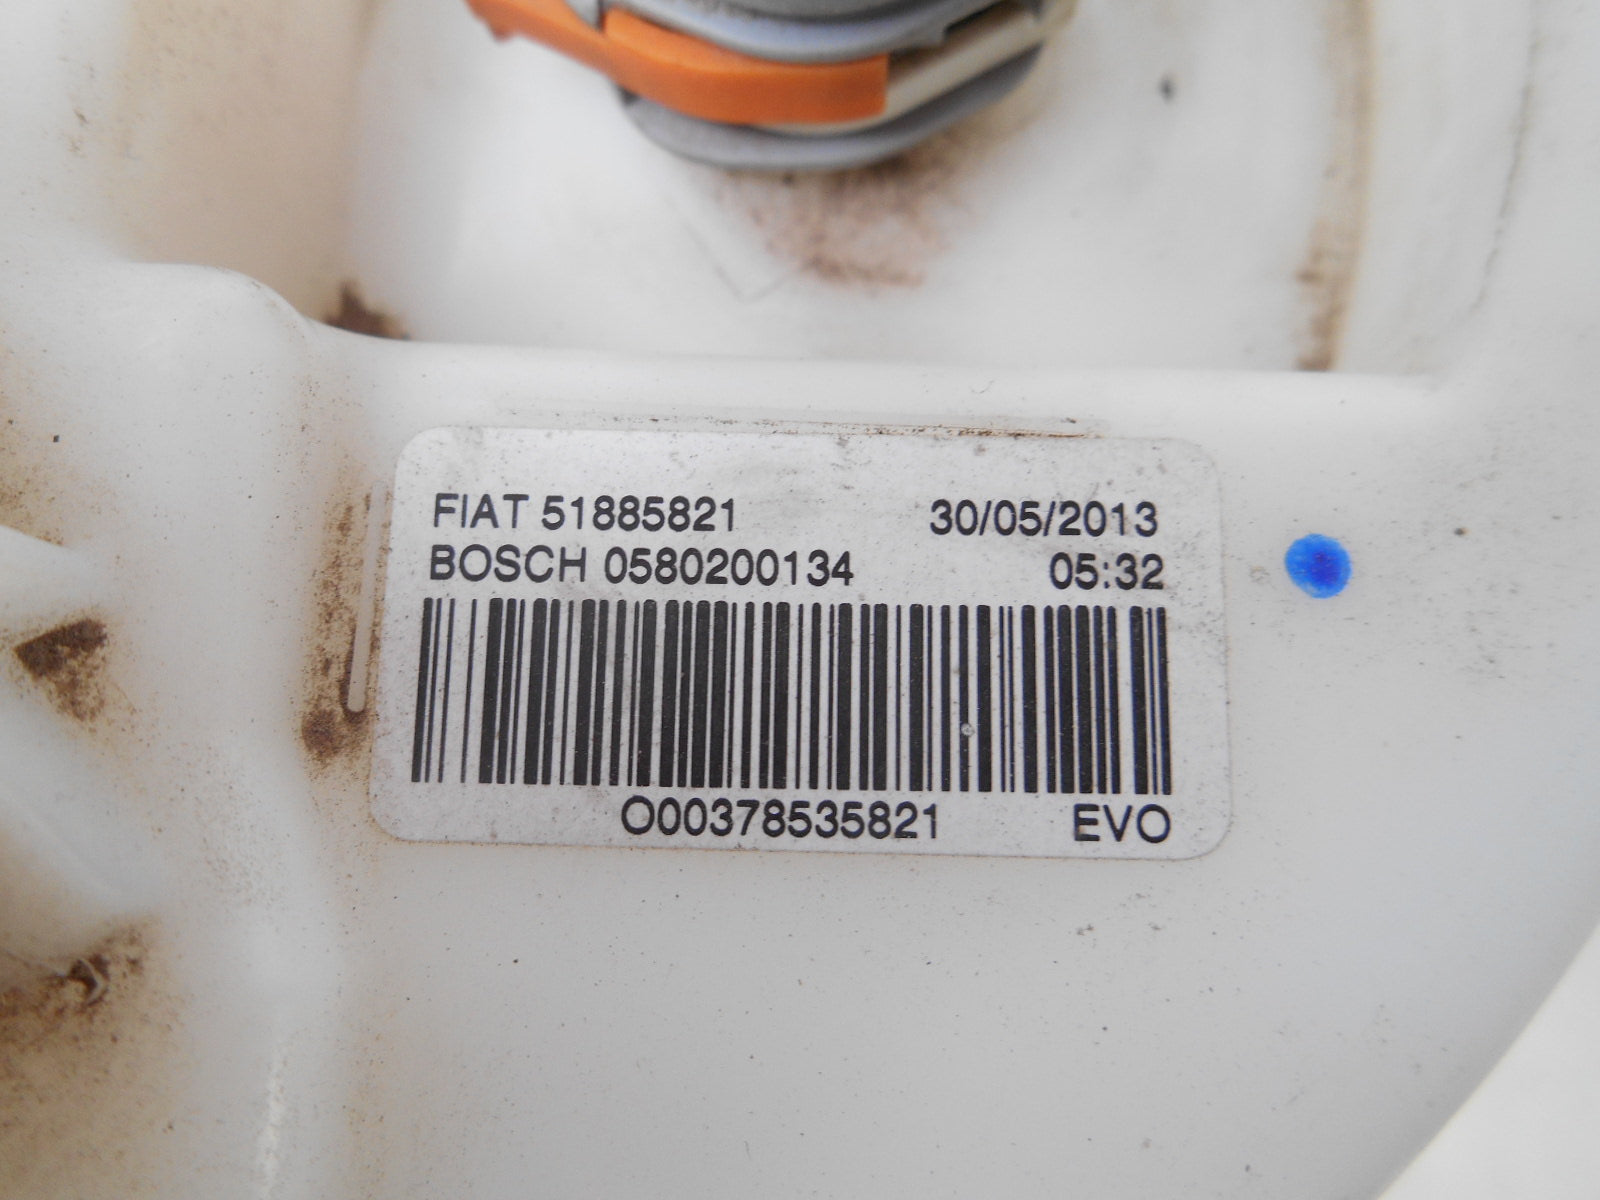 FIAT 51885821 30/05/2013
BOSCH 0580200134 05:32
O00378535821 EVO